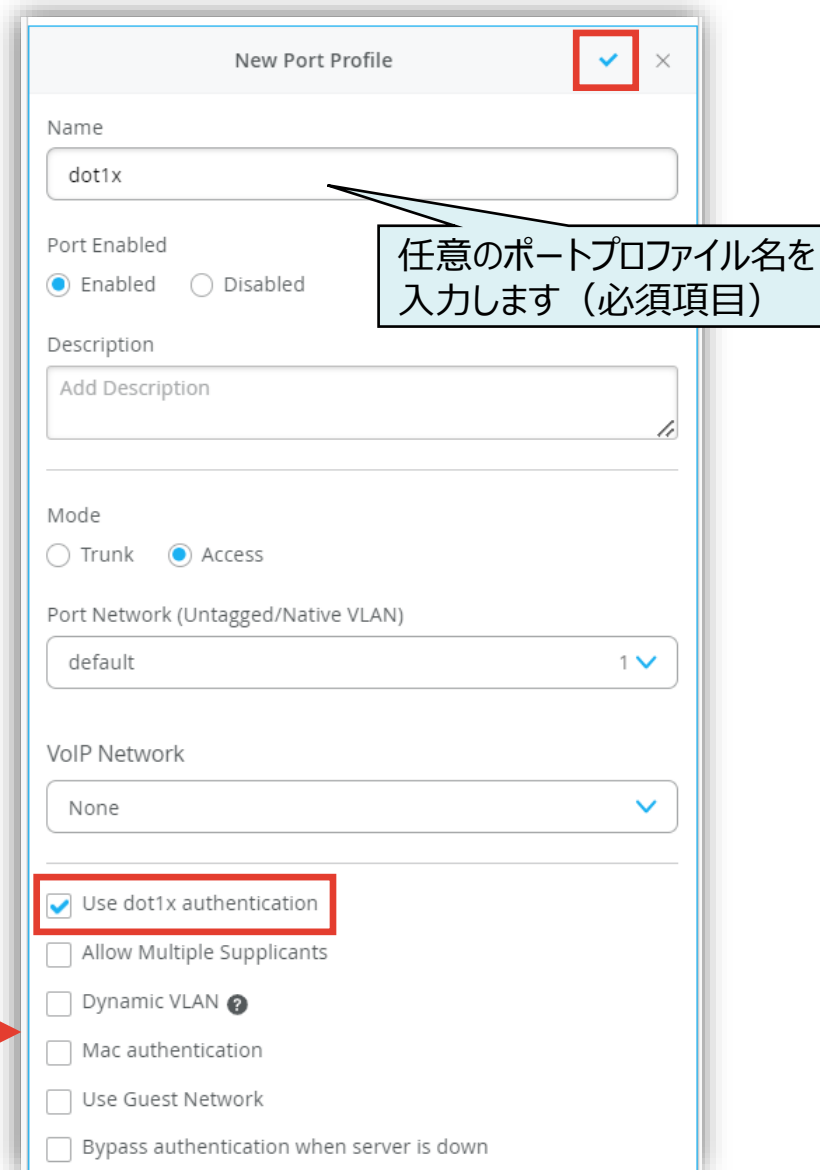 New Port Profile
Name
dot1x
任意のポートプロファイル名を
入力します（必須項目）
Port Enabled
Enabled Disabled
Description
Add Description
Mode
Trunk Access
Port Network (Untagged/Native VLAN)
default 1
VoIP Network
None
Use dot1x authentication
Allow Multiple Supplicants
Dynamic VLAN ?
Mac authentication
Use Guest Network
Bypass authentication when server is down